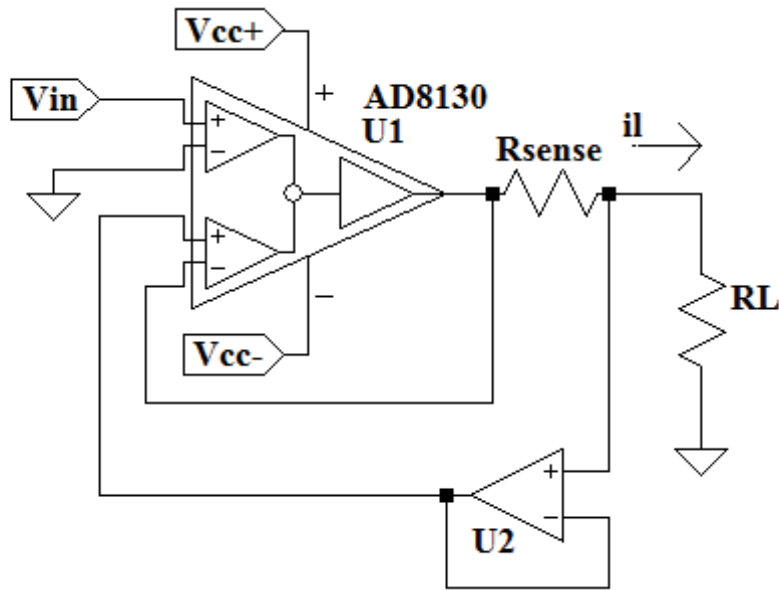 Vcc+
AD8130
Vin
U1
+
+
−
Rsense
il
+
−
−
RL
Vcc-
+
−
U2